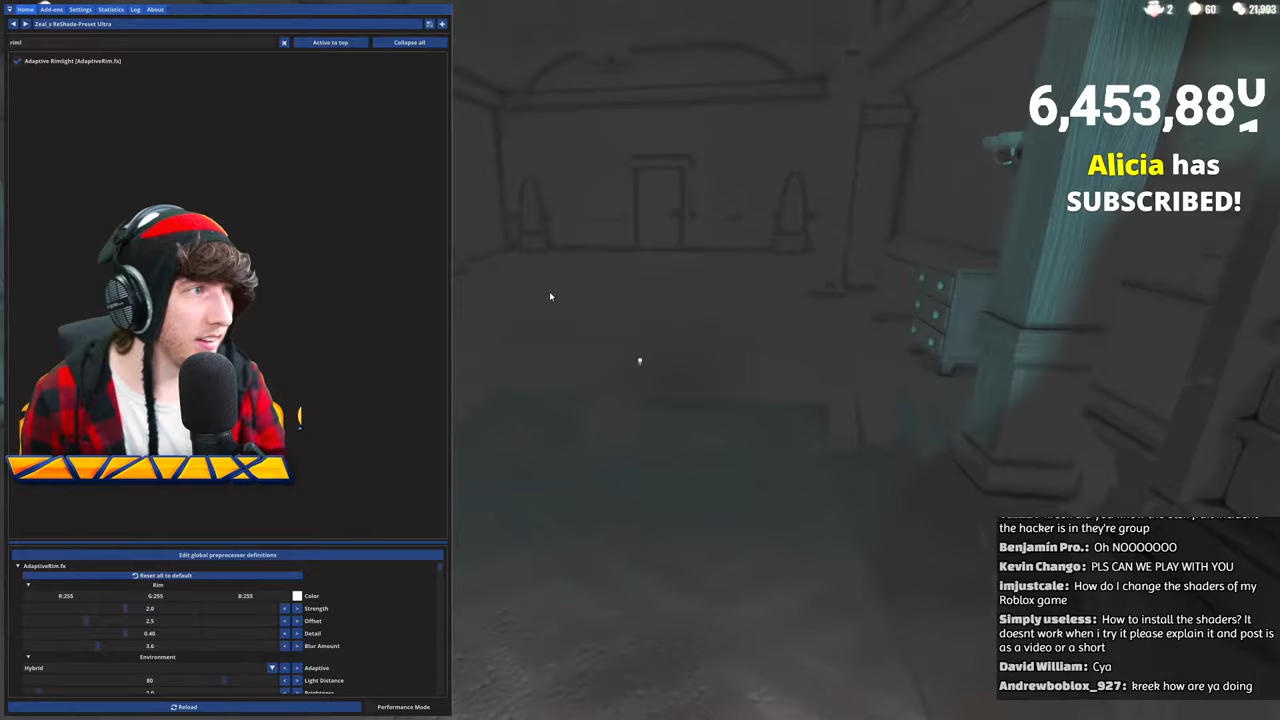 Home Add-ons Settings Statistics Log About
Zeal_s ReShade-Preset Ultra
riml
Active to top
Collapse all
Adaptive Rimlight [AdaptiveRim.fx]
Edit global preprocessor definitions
AdaptiveRim.fx
Reset all to default
Rim
R:255 G:255 B:255 Color
2.0 < > Strength
2.5 < > Offset
0.40 < > Detail
3.6 < > Blur Amount
Environment
Hybrid < > Adaptive
80 < > Light Distance
Reload
Performance Mode
2 60 21,993
6,453,88
Alicia has
SUBSCRIBED!
the hacker is in they're group
Benjamín Pro.: Oh NOOOOOOO
Kevin Chango: PLS CAN WE PLAY WITH YOU
Imjustcale: How do I change the shaders of my
Roblox game
Simply useless: How to install the shaders? It
doesnt work when i try it please explain it and post is
as a video or a short
David William: Cya
Andrewboblox_927: kreek how are ya doing